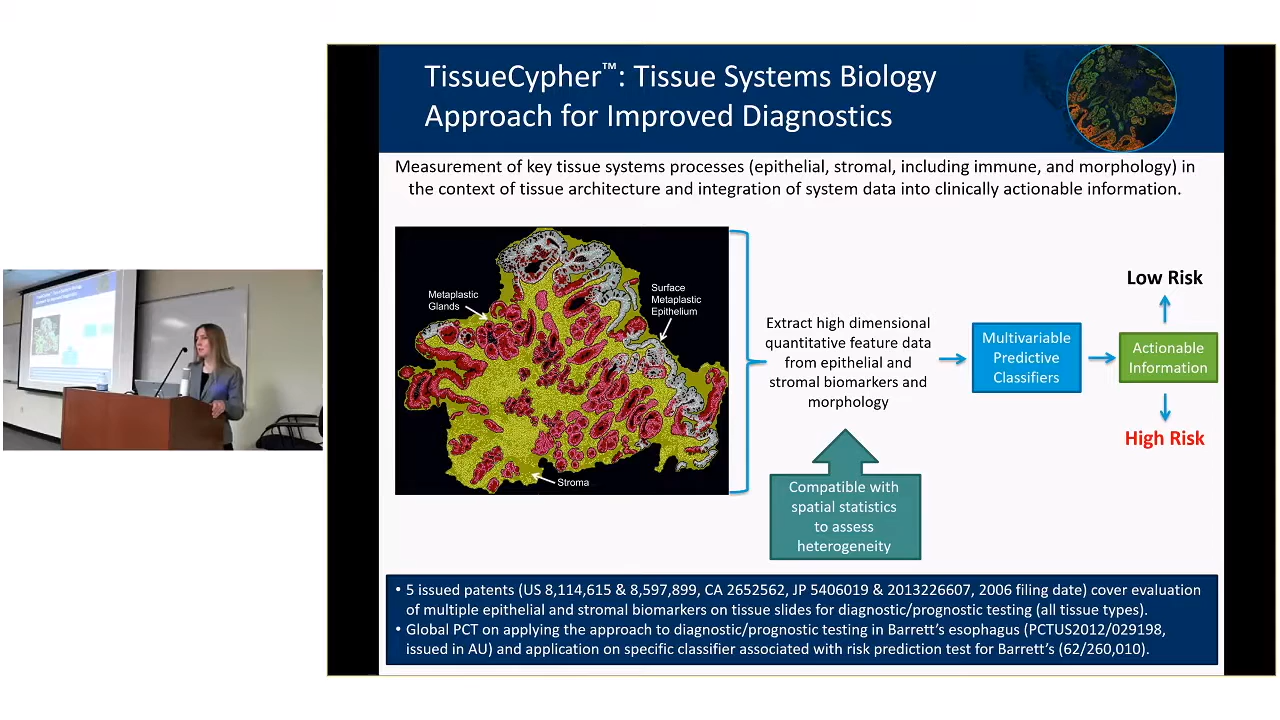 TissueCypher™: Tissue Systems Biology
Approach for Improved Diagnostics
Measurement of key tissue systems processes (epithelial, stromal, including immune, and morphology) in
the context of tissue architecture and integration of system data into clinically actionable information.
Metaplastic
Glands
Surface
Metaplastic
Epithelium
Stroma
Extract high dimensional
quantitative feature data
from epithelial and
stromal biomarkers and
morphology
Compatible with
spatial statistics
to assess
heterogeneity
Multivariable
Predictive
Classifiers
Low Risk
Actionable
Information
High Risk
• 5 issued patents (US 8,114,615 & 8,597,899, CA 2652562, JP 5406019 & 2013226607, 2006 filing date) cover evaluation
of multiple epithelial and stromal biomarkers on tissue slides for diagnostic/prognostic testing (all tissue types).
• Global PCT on applying the approach to diagnostic/prognostic testing in Barrett's esophagus (PCTUS2012/029198,
issued in AU) and application on specific classifier associated with risk prediction test for Barrett's (62/260,010).